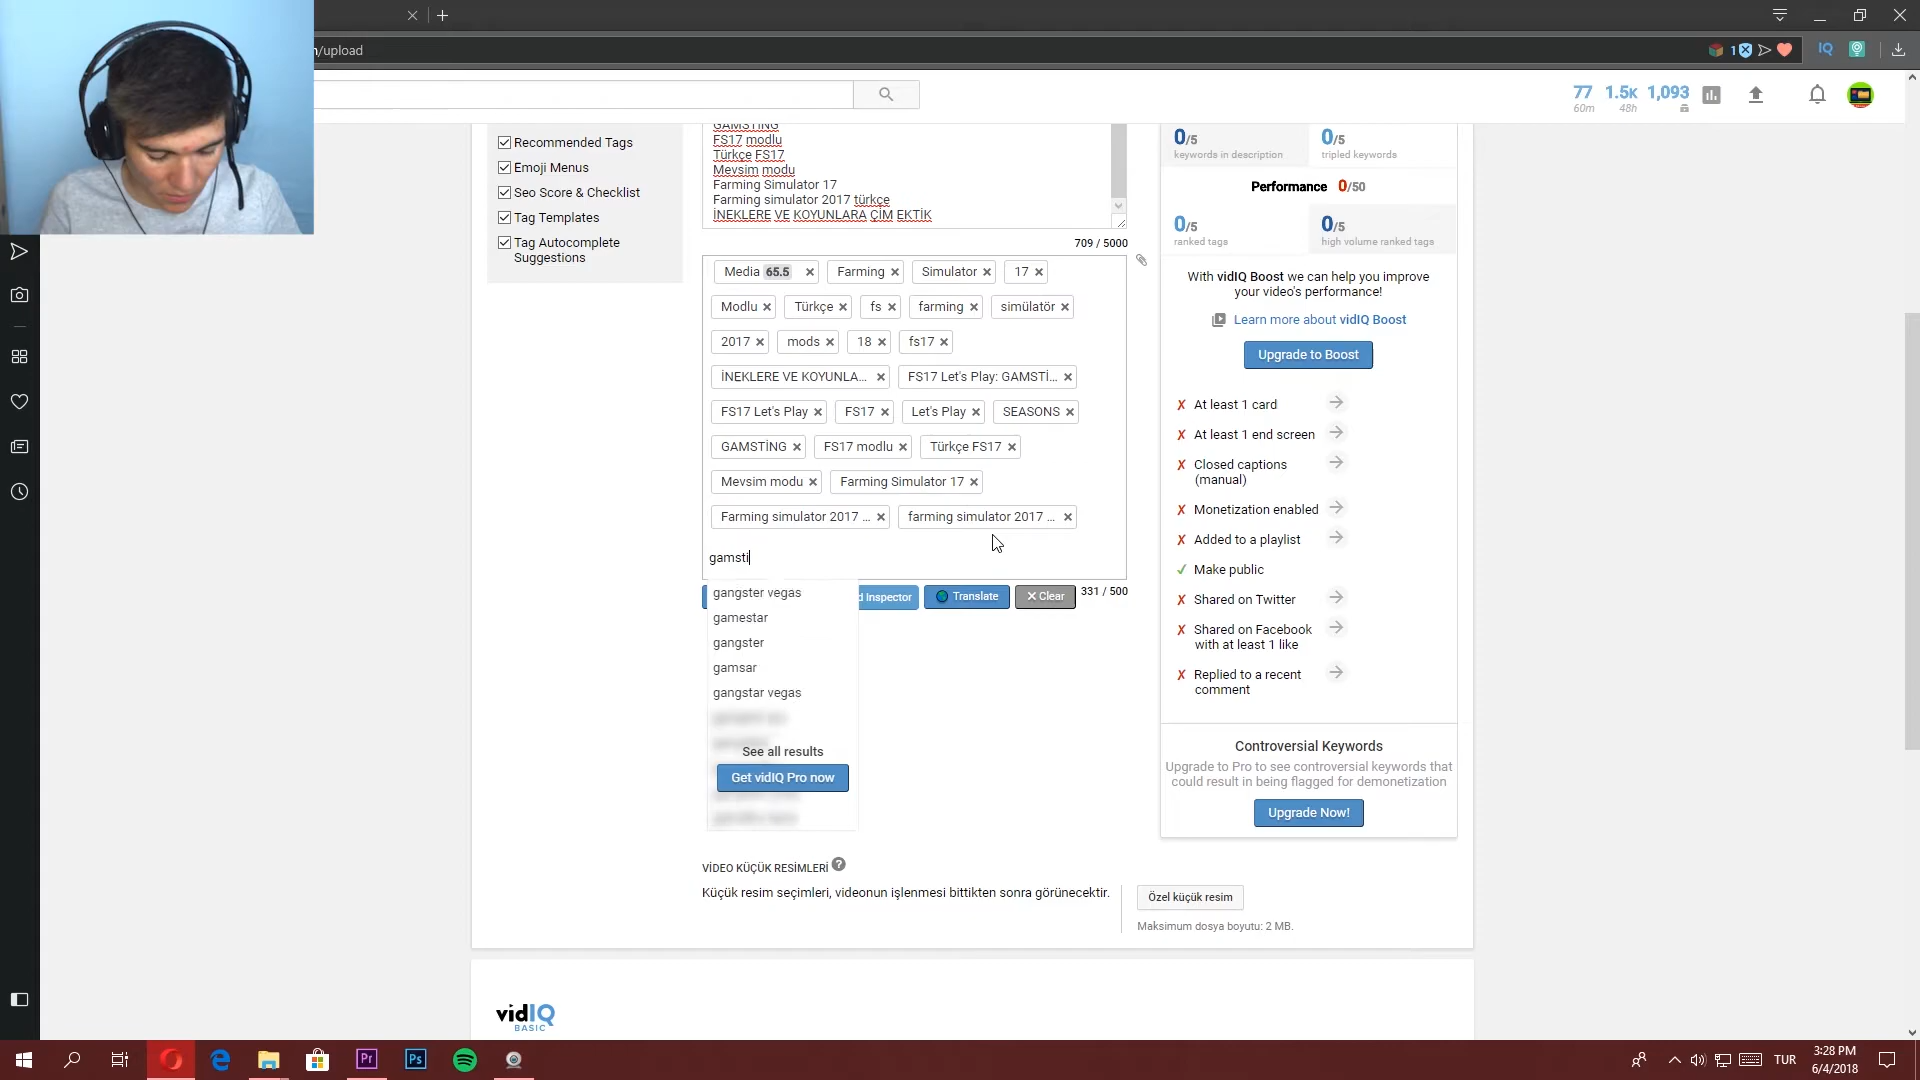 /upload
1
IQ
77 1.5K 1,093
60m 48h
Recommended Tags
Emoji Menus
Seo Score & Checklist
Tag Templates
Tag Autocomplete
Suggestions
GAMSTİNG
FS17 modlu
Türkçe FS17
Mevsim modu
Farming Simulator 17
Farming simulator 2017 türkçe
İNEKLERE VE KOYUNLARA ÇİM EKTİK
709 / 5000
Media 65.5 Farming Simulator 17
Modlu Türkçe fs farming simülatör
2017 mods 18 fs17
İNEKLERE VE KOYUNLA... FS17 Let's Play: GAMSTİ...
FS17 Let's Play FS17 Let's Play SEASONS
GAMSTİNG FS17 modlu Türkçe FS17
Mevsim modu Farming Simulator 17
Farming simulator 2017 ... farming simulator 2017 ...
gamsti
d Inspector Translate Clear 331 / 500
gangster vegas
gamestar
gangster
gamsar
gangstar vegas
See all results
Get vidIQ Pro now
VİDEO KÜÇÜK RESİMLERİ ?
Küçük resim seçimleri, videonun işlenmesi bittikten sonra görünecektir.
Özel küçük resim
Maksimum dosya boyutu: 2 MB.
0/5 0/5
keywords in description tripled keywords
Performance 0/50
0/5 0/5
ranked tags high volume ranked tags
With vidIQ Boost we can help you improve
your video's performance!
Learn more about vidIQ Boost
Upgrade to Boost
At least 1 card
At least 1 end screen
Closed captions
(manual)
Monetization enabled
Added to a playlist
Make public
Shared on Twitter
Shared on Facebook
with at least 1 like
Replied to a recent
comment
Controversial Keywords
Upgrade to Pro to see controversial keywords that
could result in being flagged for demonetization
Upgrade Now!
vidIQ
BASIC
Pr Ps
TUR
3:28 PM
6/4/2018